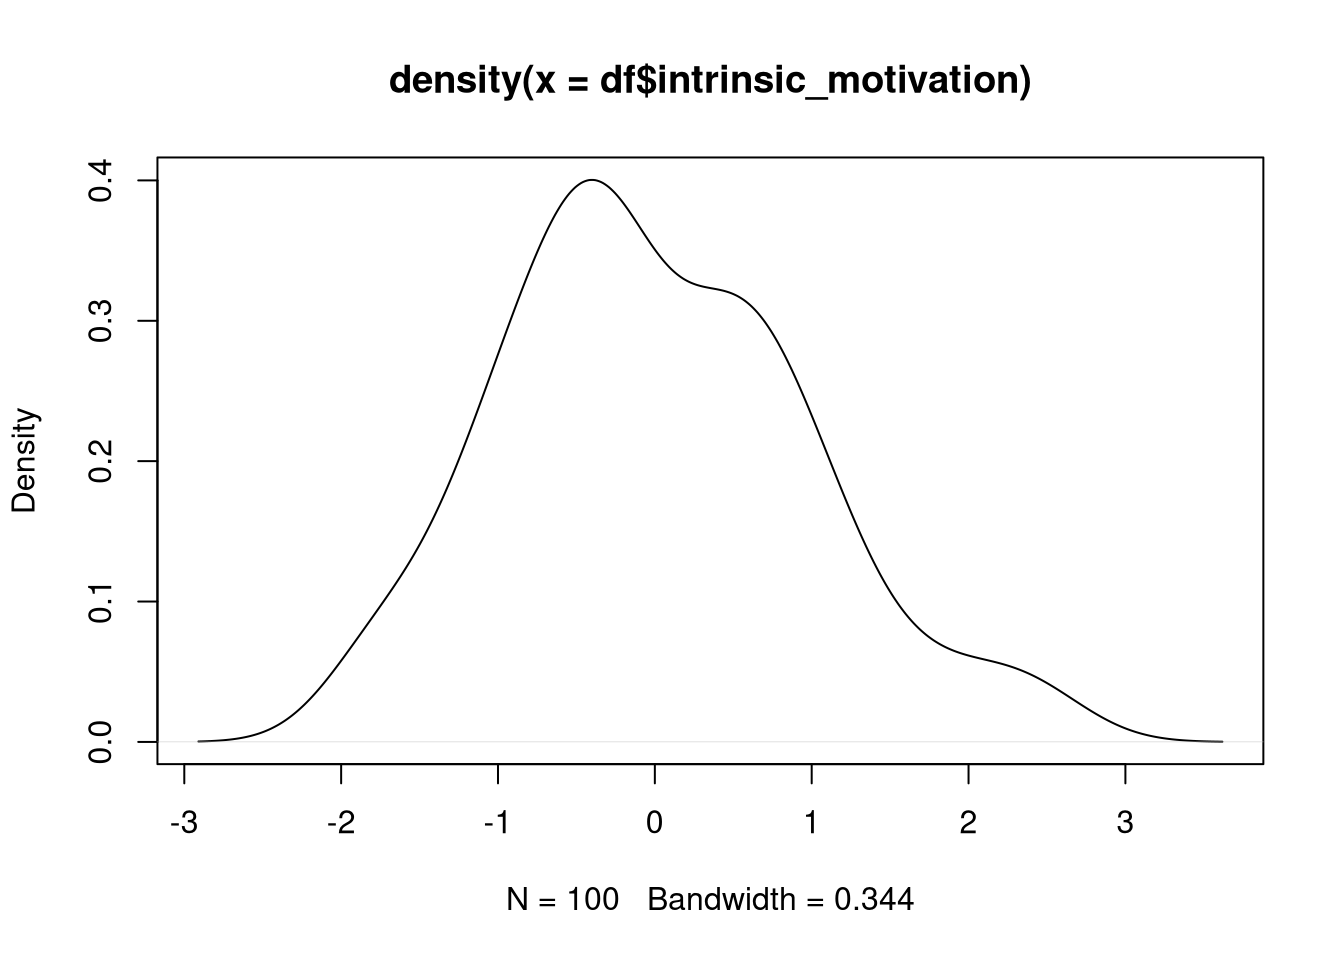 density(x = df$intrinsic_motivation)
0.4
0.3
0.2
0.1
0.0
Density
-3 -2 -1 0 1 2 3
N = 100 Bandwidth = 0.344